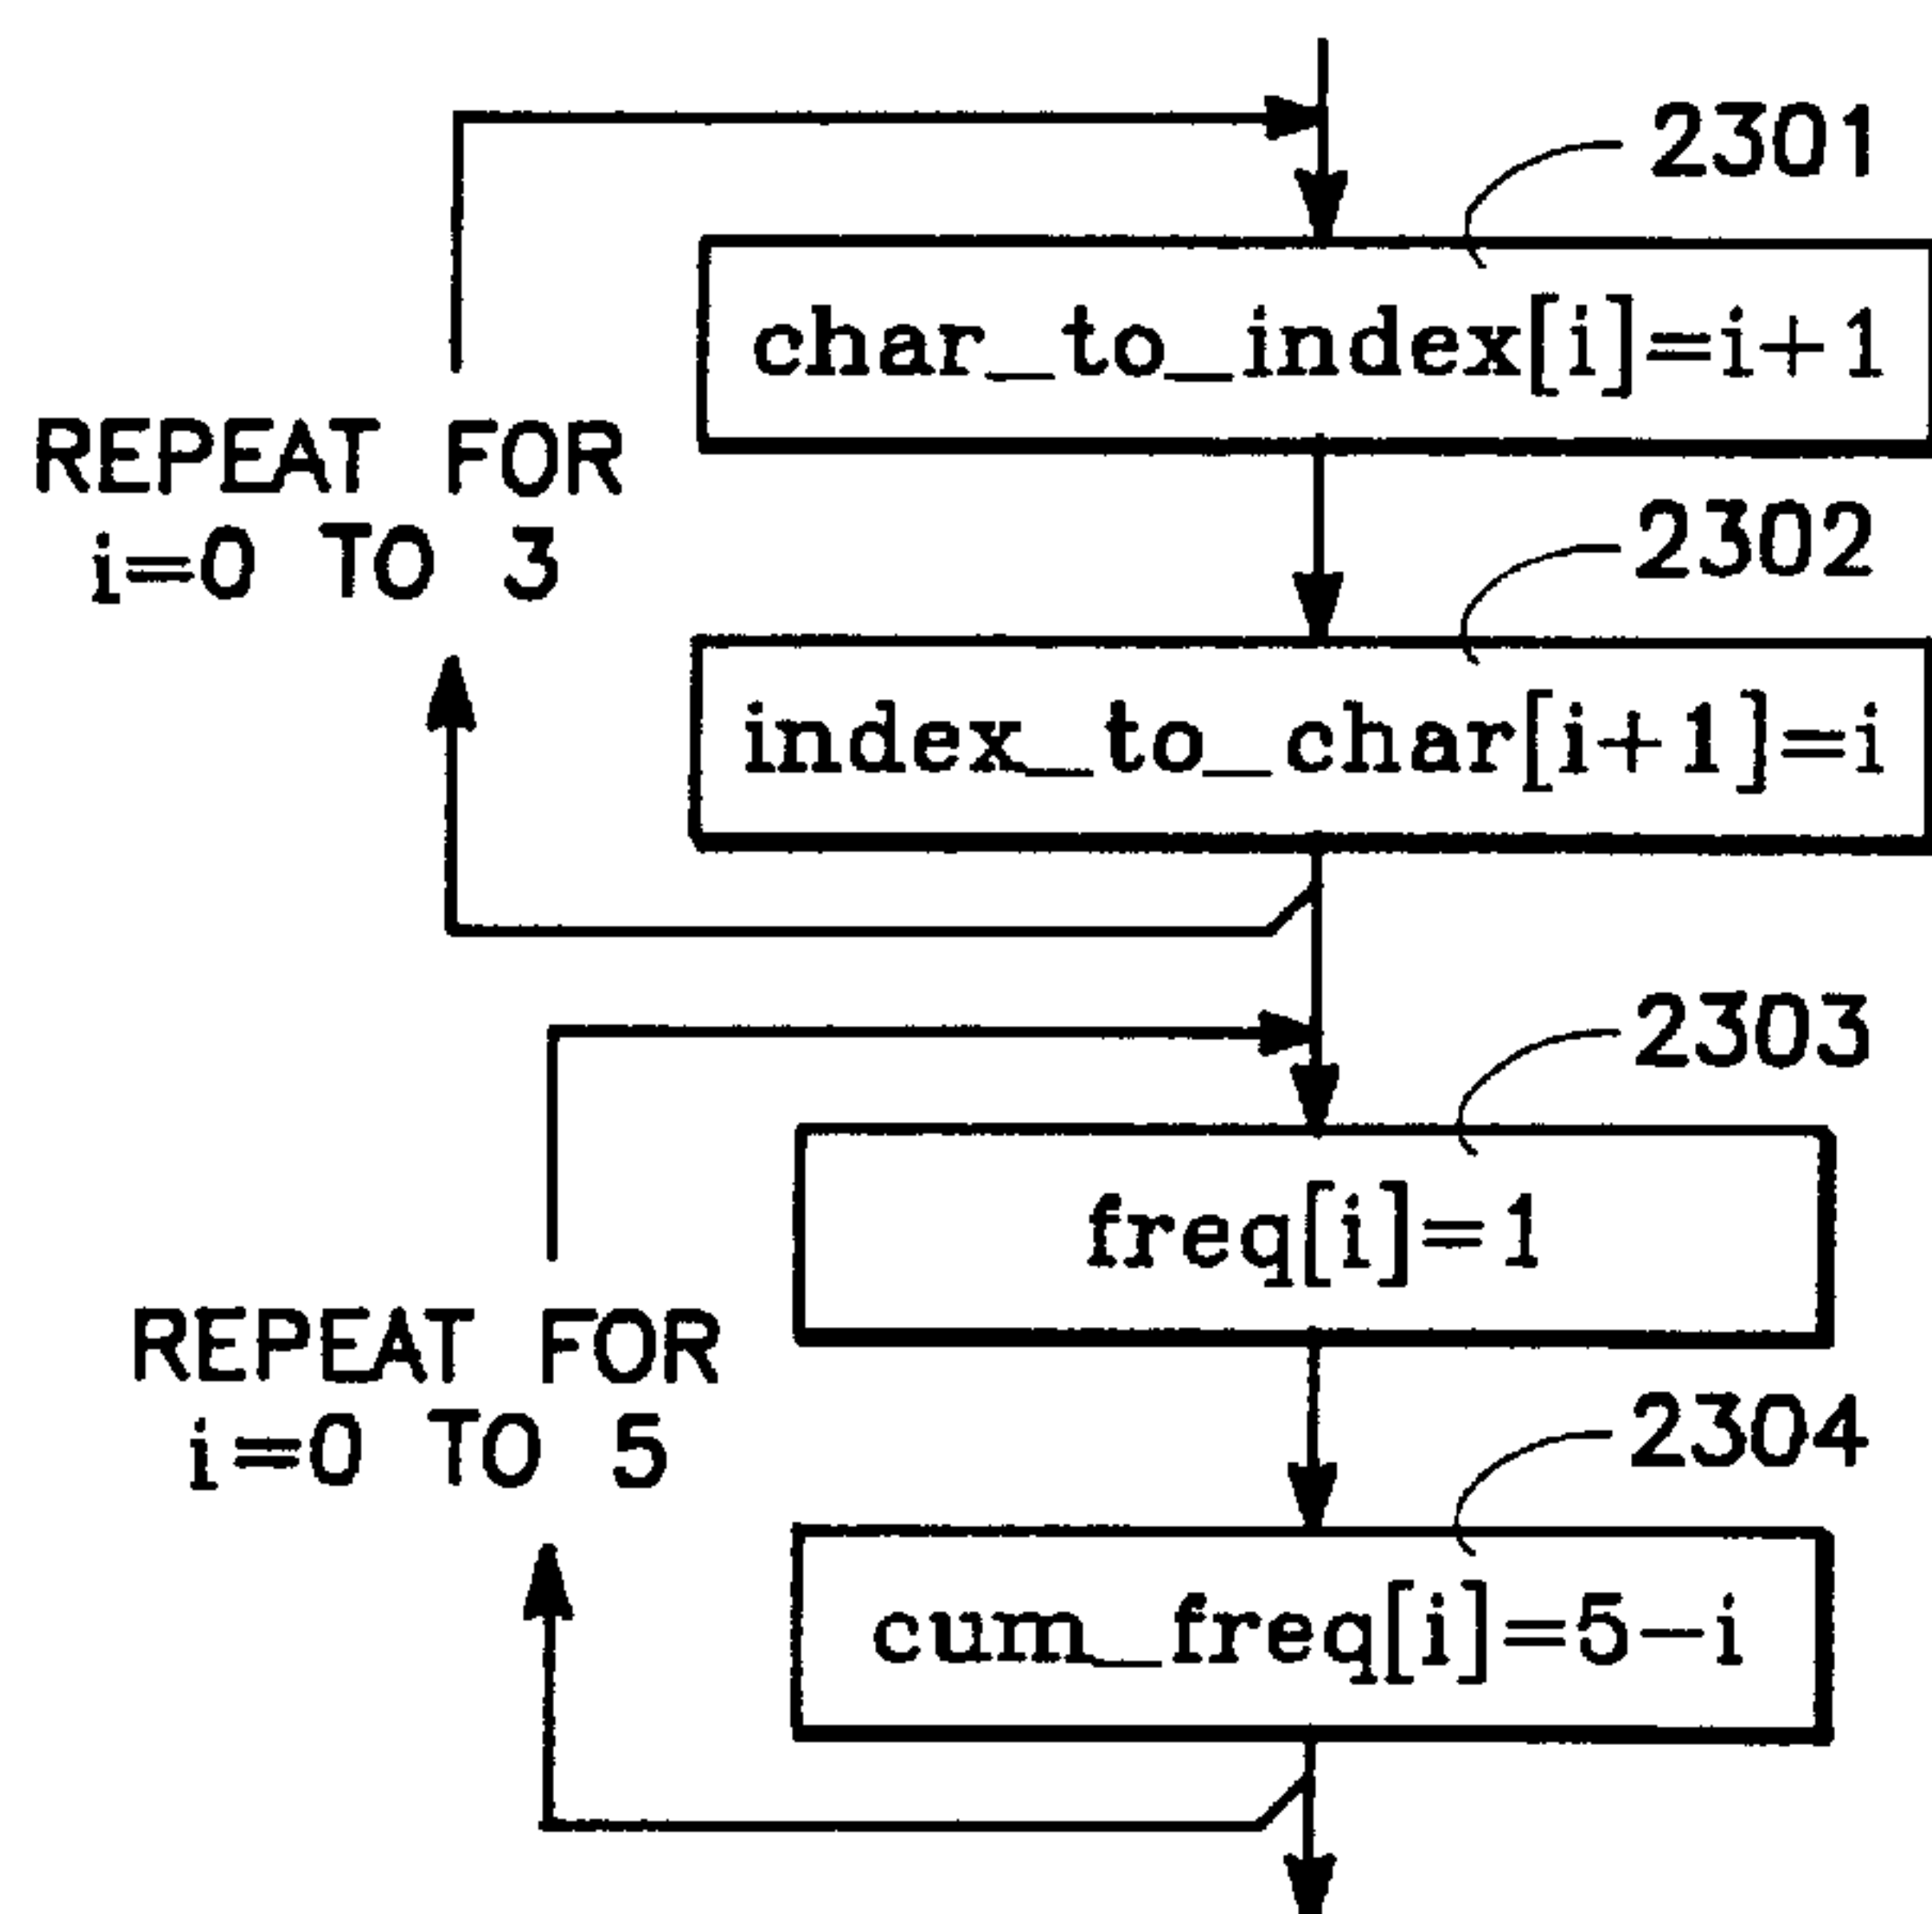 2301
char_to_index[i]=i+1
REPEAT FOR
i=0 TO 3
2302
index_to_char[i+1]=i
2303
freq[i]=1
REPEAT FOR
i=0 TO 5
2304
cum_freq[i]=5-i